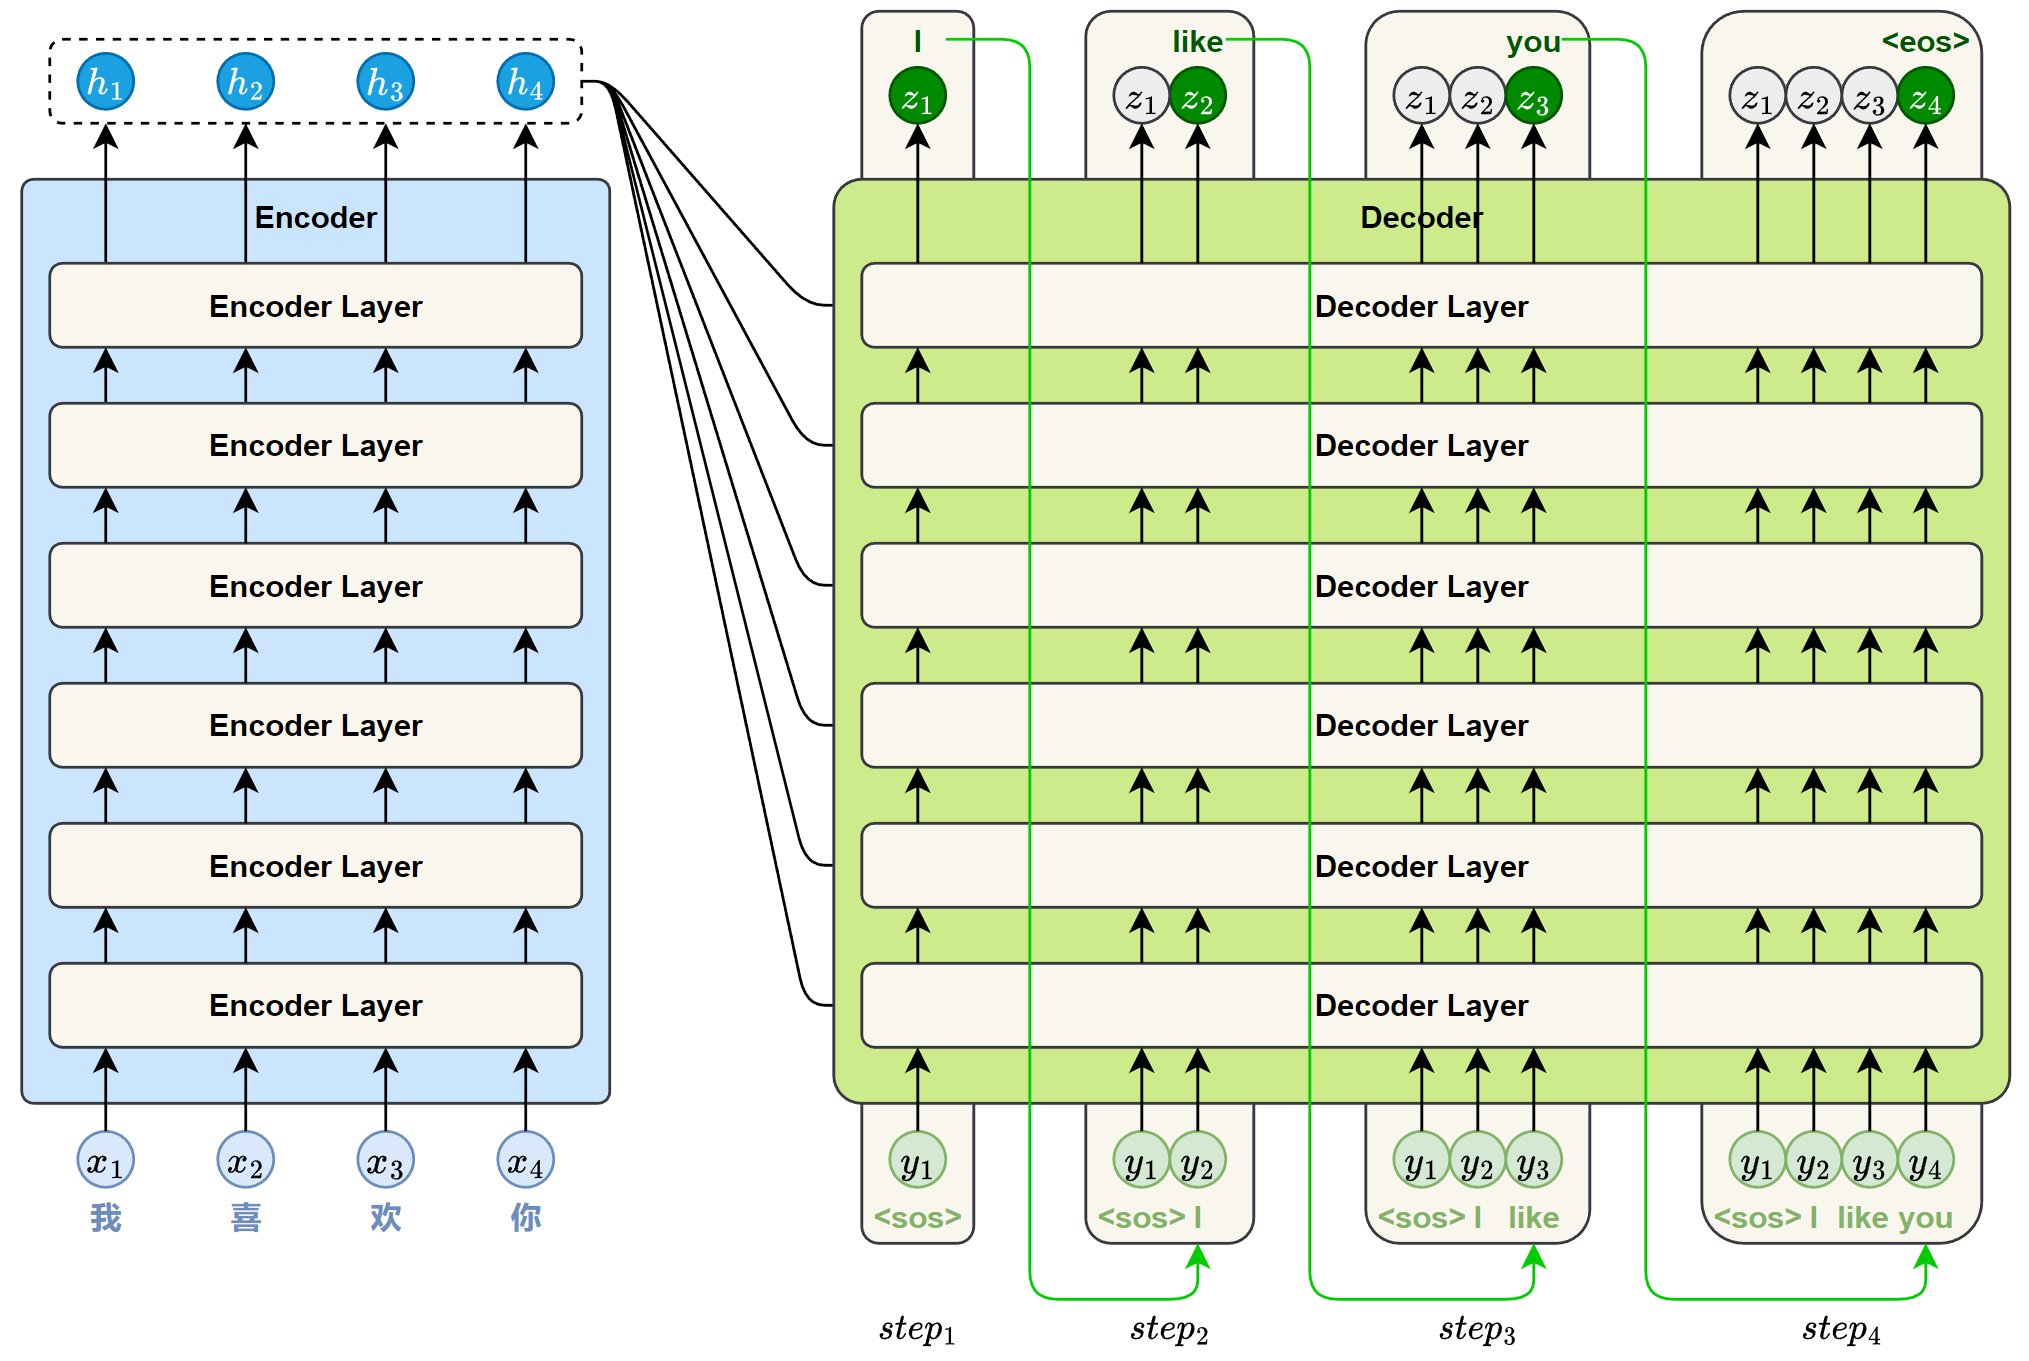 h₁ h₂ h₃ h₄
Encoder
Encoder Layer
Encoder Layer
Encoder Layer
Encoder Layer
Encoder Layer
Encoder Layer
x₁ x₂ x₃ x₄
我 喜 欢 你
I like you <eos>
z₁ z₁ z₂ z₁ z₂ z₃ z₁ z₂ z₃ z₄
Decoder
Decoder Layer
Decoder Layer
Decoder Layer
Decoder Layer
Decoder Layer
Decoder Layer
y₁ y₁ y₂ y₁ y₂ y₃ y₁ y₂ y₃ y₄
<sos> <sos> I <sos> I like <sos> I like you
step₁ step₂ step₃ step₄